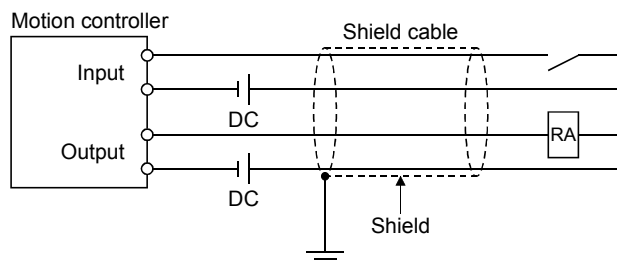 Motion controller
Shield cable
Input
DC
RA
Output
DC
Shield